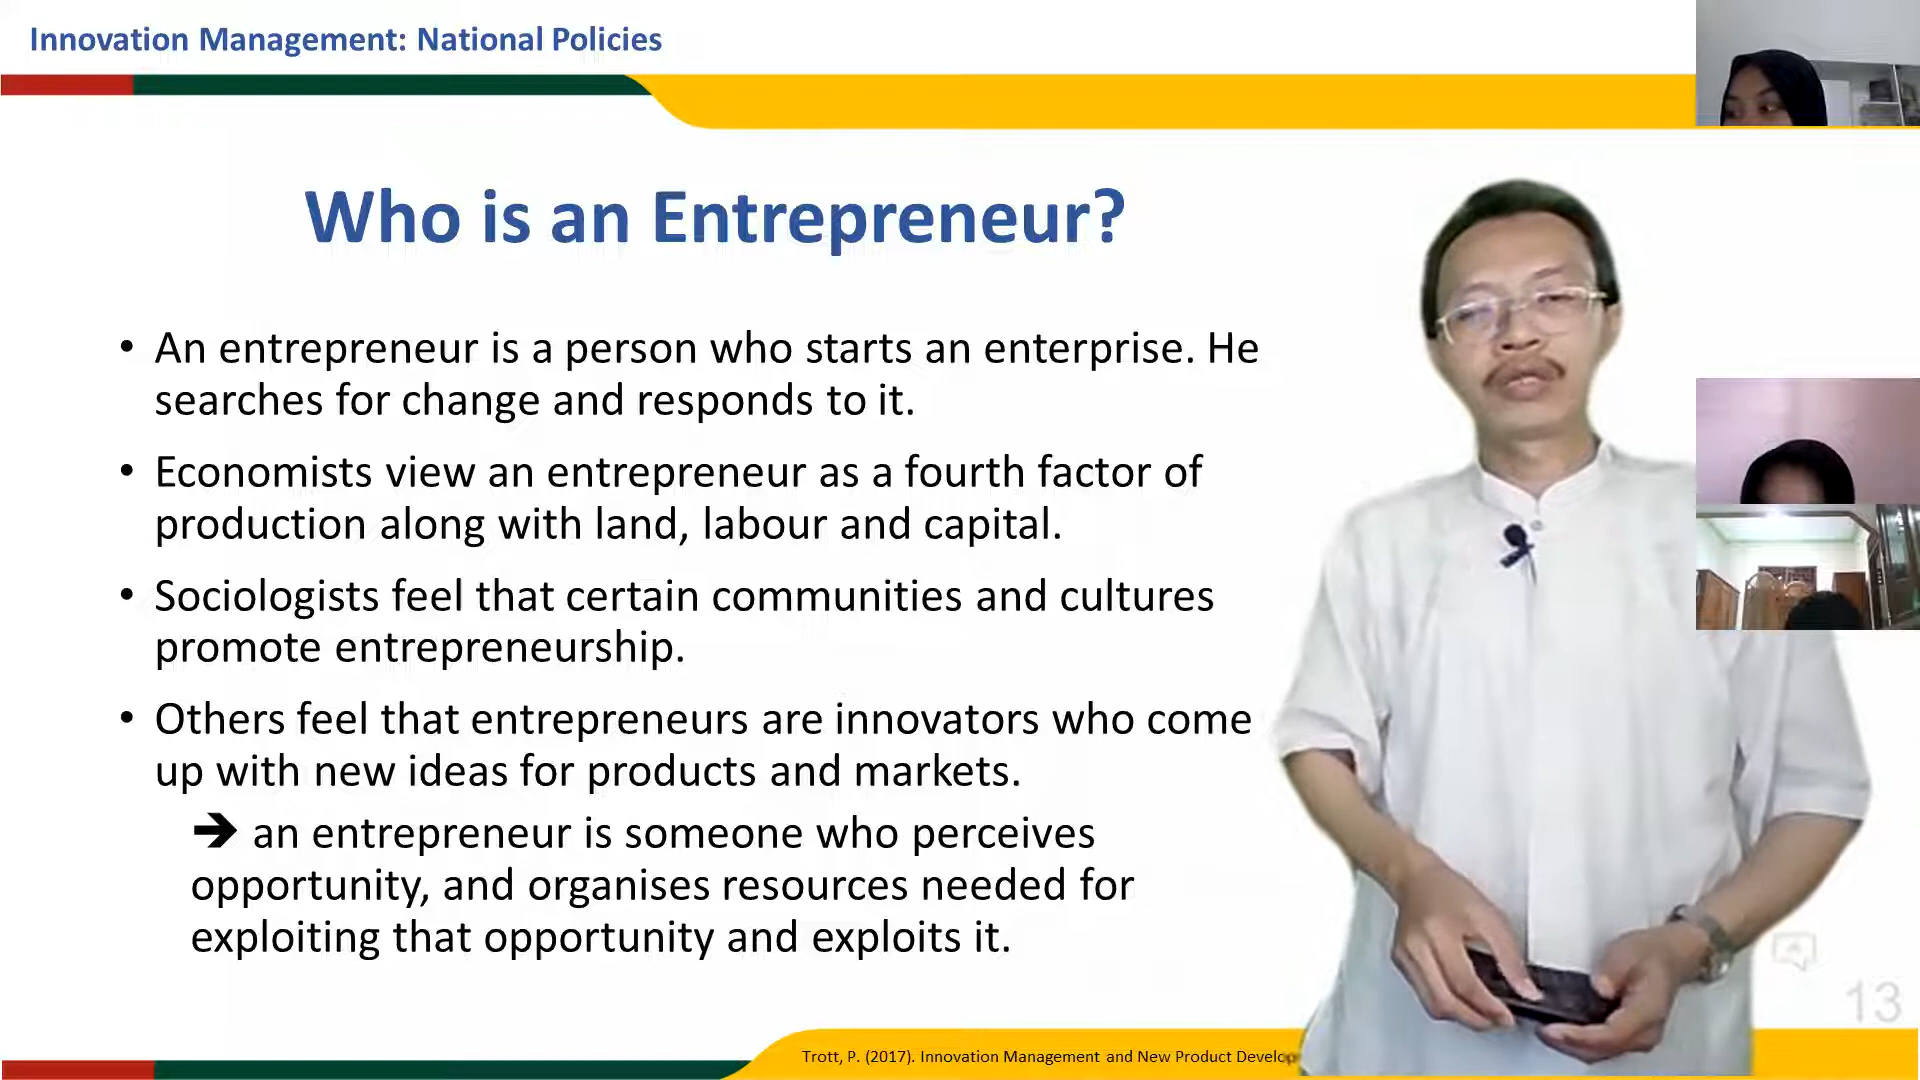 Innovation Management: National Policies
Who is an Entrepreneur?
• An entrepreneur is a person who starts an enterprise. He
searches for change and responds to it.
• Economists view an entrepreneur as a fourth factor of
production along with land, labour and capital.
• Sociologists feel that certain communities and cultures
promote entrepreneurship.
• Others feel that entrepreneurs are innovators who come
up with new ideas for products and markets.
➔ an entrepreneur is someone who perceives
opportunity, and organises resources needed for
exploiting that opportunity and exploits it.
13
Trott, P. (2017). Innovation Management and New Product